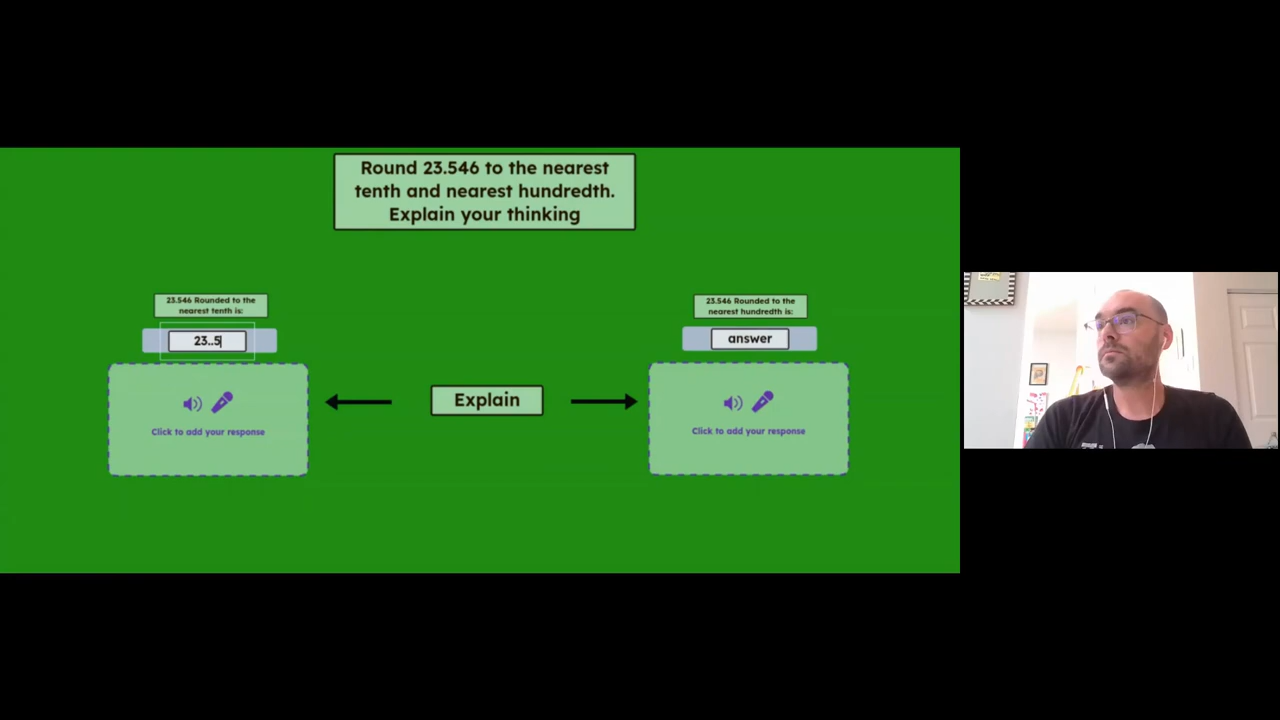 Round 23.546 to the nearest
tenth and nearest hundredth.
Explain your thinking
23.546 Rounded to the
nearest tenth is:
23..5
23.546 Rounded to the
nearest hundredth is:
answer
Explain
Click to add your response
Click to add your response